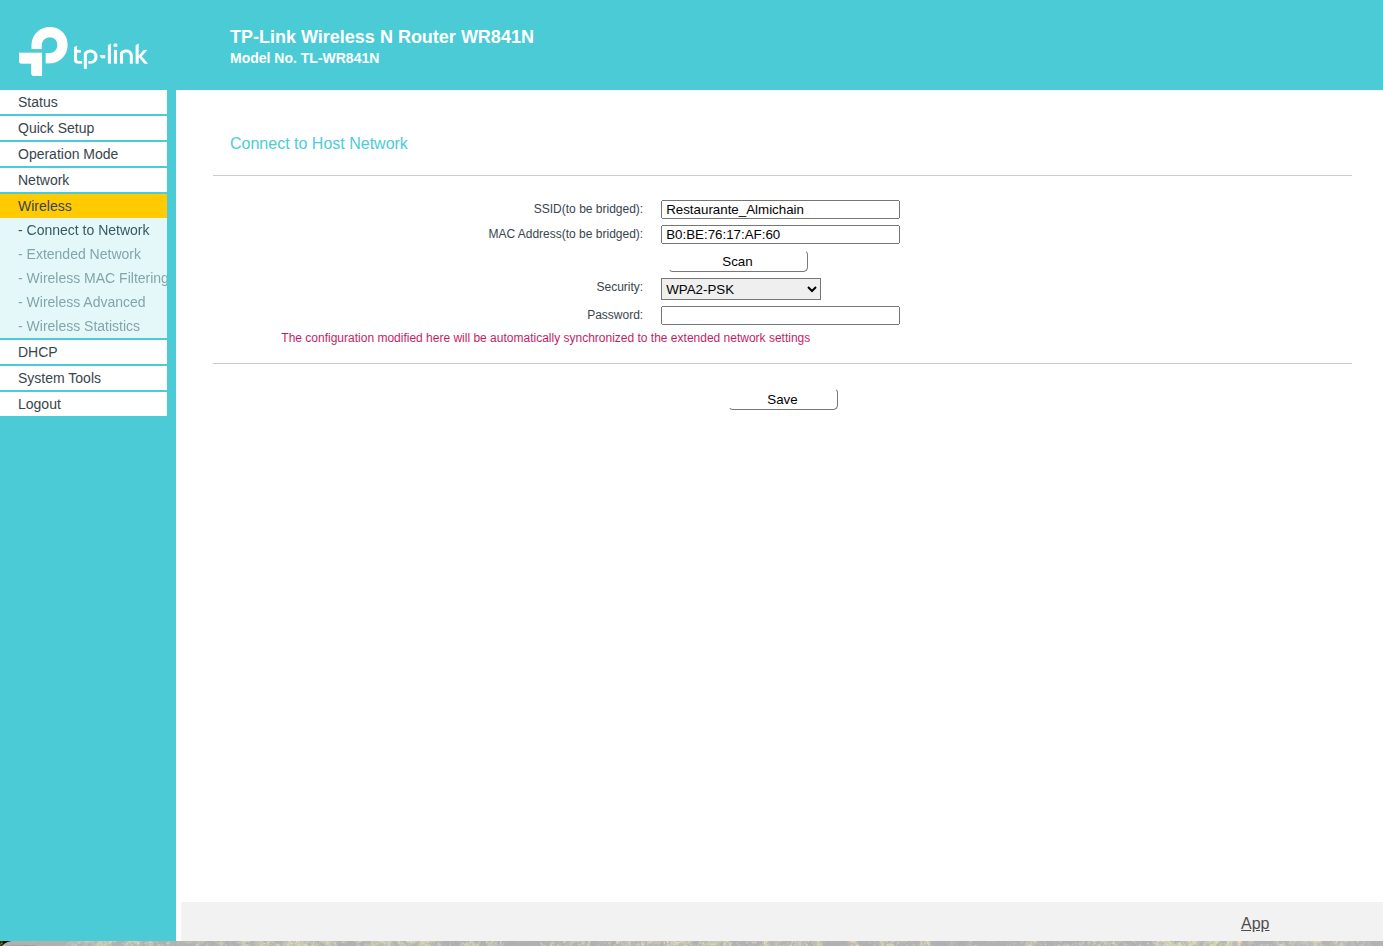 tp-link
TP-Link Wireless N Router WR841N
Model No. TL-WR841N
Status
Quick Setup
Operation Mode
Network
Wireless
- Connect to Network
- Extended Network
- Wireless MAC Filtering
- Wireless Advanced
- Wireless Statistics
DHCP
System Tools
Logout
Connect to Host Network
SSID(to be bridged): Restaurante_Almichain
MAC Address(to be bridged): B0:BE:76:17:AF:60
Scan
Security: WPA2-PSK
Password:
The configuration modified here will be automatically synchronized to the extended network settings
Save
App